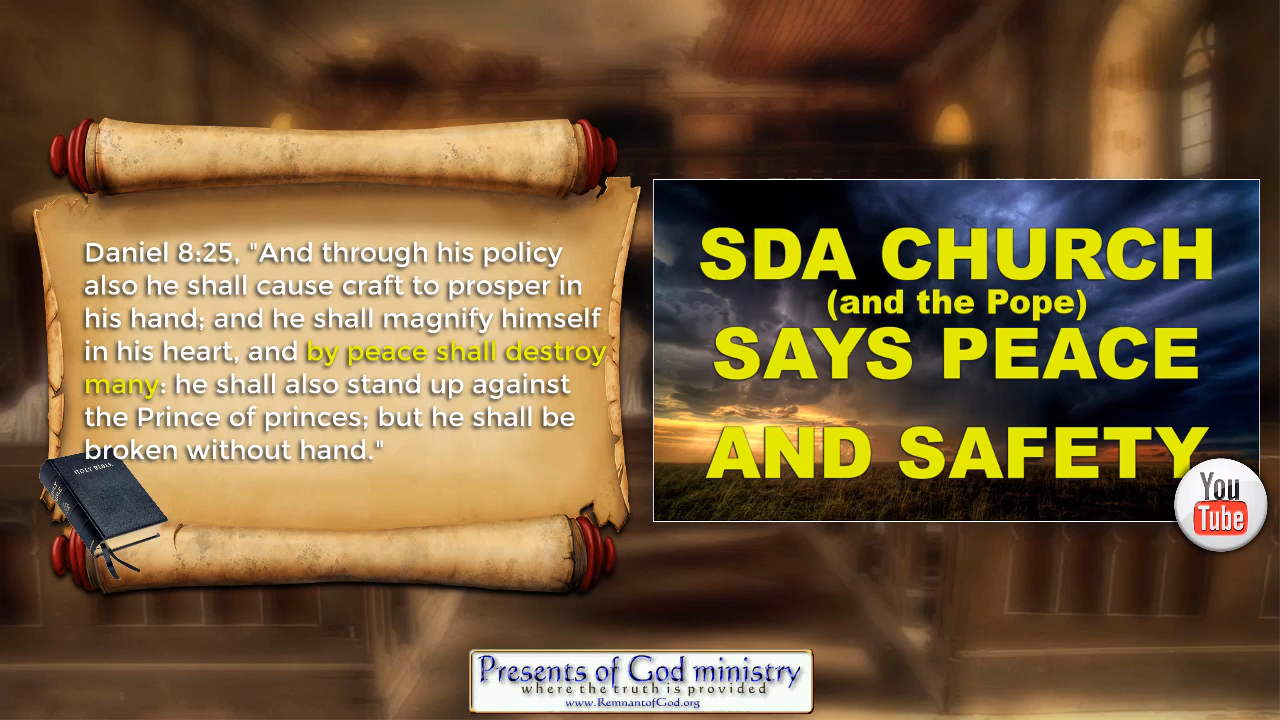 Daniel 8:25, "And through his policy
also he shall cause craft to prosper in
his hand; and he shall magnify himself
in his heart, and by peace shall destroy
many: he shall also stand up against
the Prince of princes; but he shall be
broken without hand."
HOLY BIBLE
SDA CHURCH
(and the Pope)
SAYS PEACE
AND SAFETY
You
Tube
Presents of God ministry
where the truth is provided
www.RemnantofGod.org